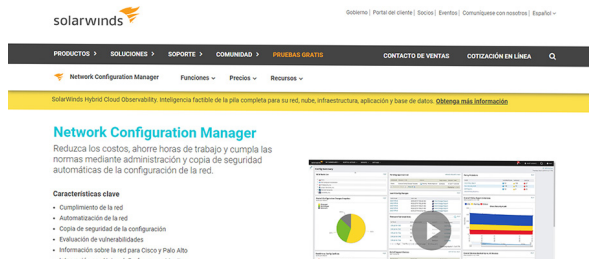 solarwinds
Gobierno | Portal del cliente | Socios | Eventos | Comuníquese con nosotros | Español
PRODUCTOS SOLUCIONES SOPORTE COMUNIDAD PRUEBAS GRATIS CONTACTO DE VENTAS COTIZACIÓN EN LÍNEA
Network Configuration Manager Funciones Precios Recursos
SolarWinds Hybrid Cloud Observability. Inteligencia factible de la pila completa para su red, nube, infraestructura, aplicación y base de datos. Obtenga más información
Network Configuration Manager
Reduzca los costos, ahorre horas de trabajo y cumpla las
normas mediante administración y copia de seguridad
automáticas de la configuración de la red.
Características clave
• Cumplimiento de la red
• Automatización de la red
• Copia de seguridad de la configuración
• Evaluación de vulnerabilidades
• Información sobre la red para Cisco y Palo Alto